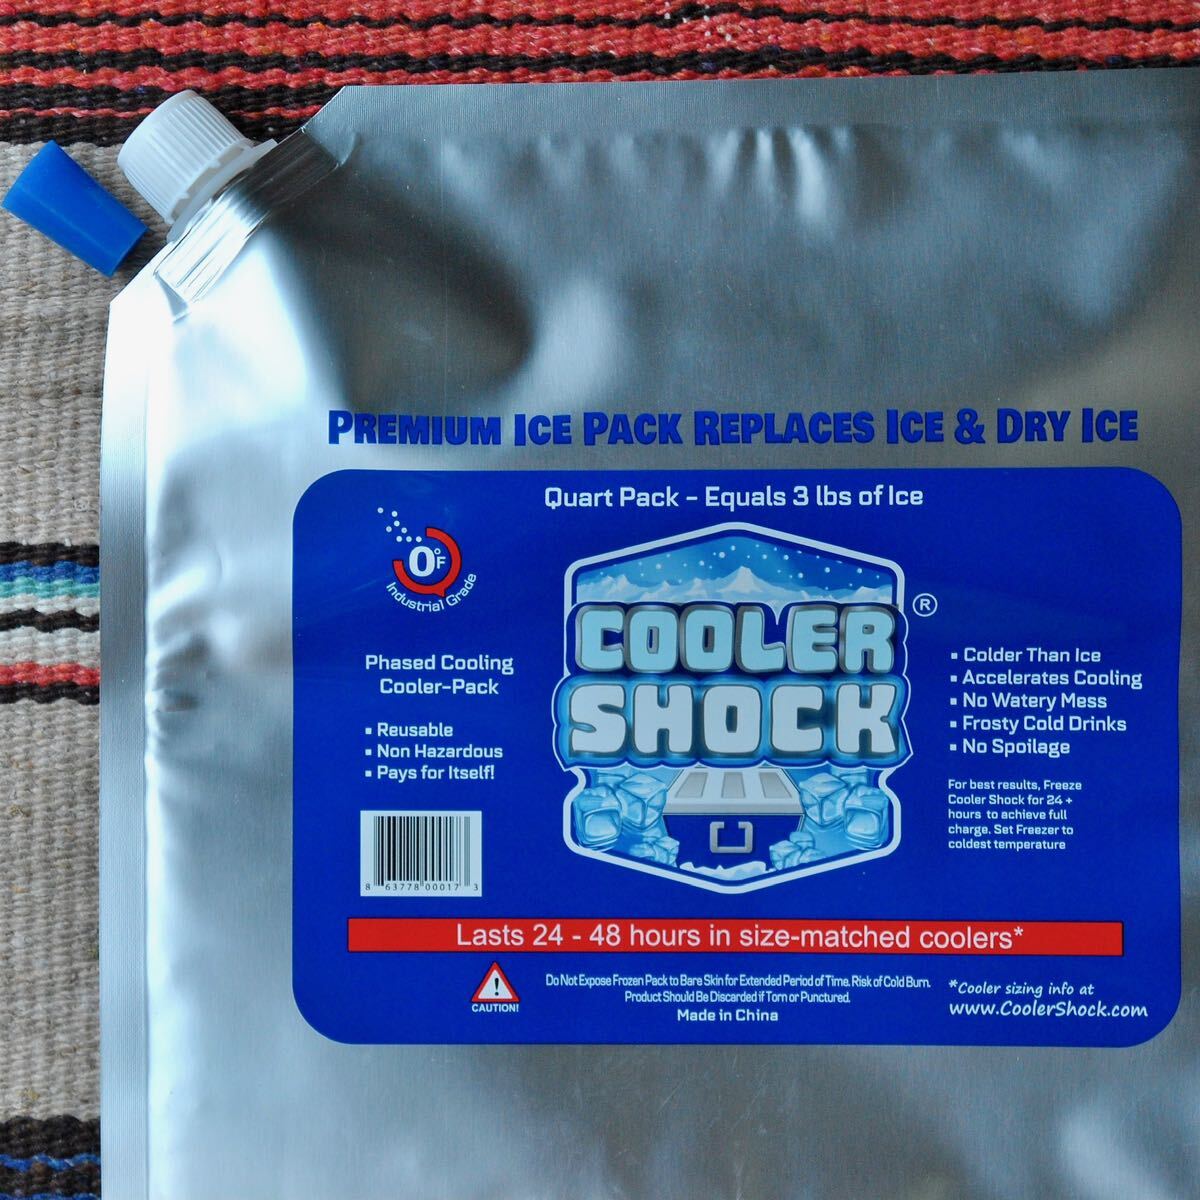 PREMIUM ICE PACK REPLACES ICE & DRY ICE
Quart Pack - Equals 3 lbs of Ice
0°F
Industrial Grade
COOLER
SHOCK
®
Phased Cooling
Cooler-Pack
▪ Reusable
▪ Non Hazardous
▪ Pays for Itself!
▪ Colder Than Ice
▪ Accelerates Cooling
▪ No Watery Mess
▪ Frosty Cold Drinks
▪ No Spoilage
For best results, Freeze
Cooler Shock for 24 +
hours to achieve full
charge. Set Freezer to
coldest temperature
8 63778 00017 3
Lasts 24 - 48 hours in size-matched coolers*
!
CAUTION!
Do Not Expose Frozen Pack to Bare Skin for Extended Period of Time. Risk of Cold Burn.
Product Should Be Discarded if Torn or Punctured.
Made in China
*Cooler sizing info at
www.CoolerShock.com